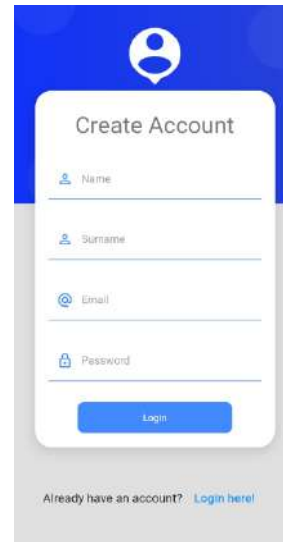 Create Account
Name
Surname
Email
Password
Login
Already have an account? Login here!